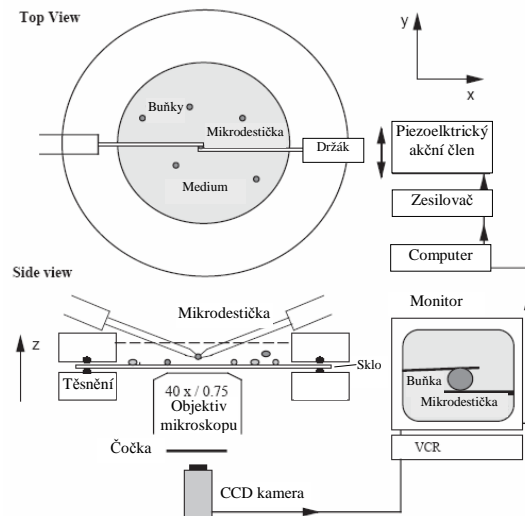 Top View
y
x
Buňky
Mikrodestička
Medium
Držák
Piezoelktrický
akční člen
Zesilovač
Computer
Side view
z
Mikrodestička
Sklo
Těsnění
40 x / 0.75
Objektiv
mikroskopu
Čočka
CCD kamera
Monitor
Buňka
Mikrodestička
VCR